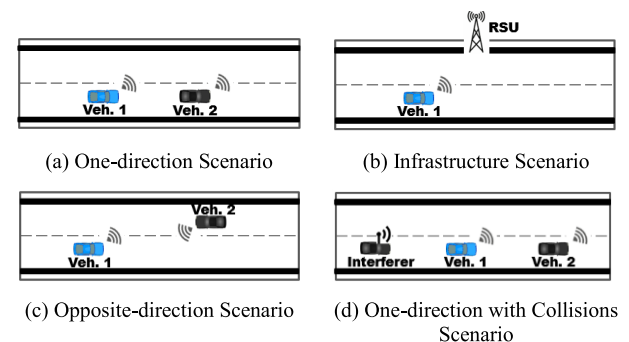 RSU
Veh. 1
Veh. 2
Veh. 1
(a) One-direction Scenario
(b) Infrastructure Scenario
Veh. 2
Veh. 1
Interferer
Veh. 1
Veh. 2
(c) Opposite-direction Scenario
(d) One-direction with Collisions
Scenario